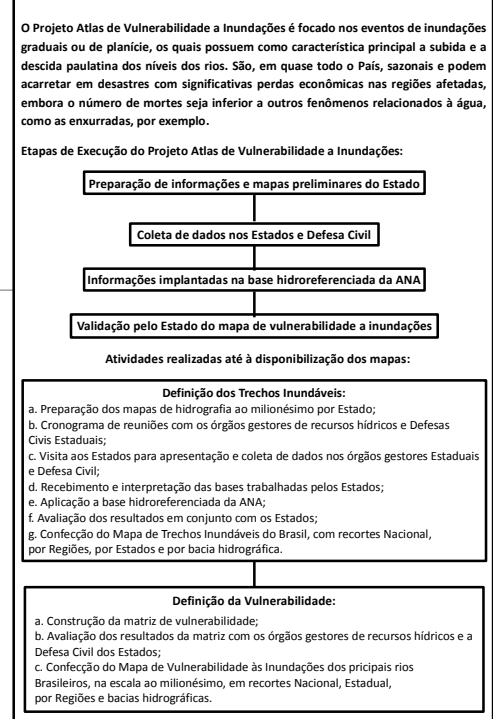 O Projeto Atlas de Vulnerabilidade a Inundações é focado nos eventos de inundações
graduais ou de planície, os quais possuem como característica principal a subida e a
descida paulatina dos níveis dos rios. São, em quase todo o País, sazonais e podem
acarretar em desastres com significativas perdas econômicas nas regiões afetadas,
embora o número de mortes seja inferior a outros fenômenos relacionados à água,
como as enxurradas, por exemplo.
Etapas de Execução do Projeto Atlas de Vulnerabilidade a Inundações:
Preparação de informações e mapas preliminares do Estado
Coleta de dados nos Estados e Defesa Civil
Informações implantadas na base hidroreferenciada da ANA
Validação pelo Estado do mapa de vulnerabilidade a inundações
Atividades realizadas até à disponibilização dos mapas:
Definição dos Trechos Inundáveis:
a. Preparação dos mapas de hidrografia ao milionésimo por Estado;
b. Cronograma de reuniões com os órgãos gestores de recursos hídricos e Defesas
Civis Estaduais;
c. Visita aos Estados para apresentação e coleta de dados nos órgãos gestores Estaduais
e Defesa Civil;
d. Recebimento e interpretação das bases trabalhadas pelos Estados;
e. Aplicação a base hidroreferenciada da ANA;
f. Avaliação dos resultados em conjunto com os Estados;
g. Confecção do Mapa de Trechos Inundáveis do Brasil, com recortes Nacional,
por Regiões, por Estados e por bacia hidrográfica.
Definição da Vulnerabilidade:
a. Construção da matriz de vulnerabilidade;
b. Avaliação dos resultados da matriz com os órgãos gestores de recursos hídricos e a
Defesa Civil dos Estados;
c. Confecção do Mapa de Vulnerabilidade às Inundações dos pricipais rios
Brasileiros, na escala ao milionésimo, em recortes Nacional, Estadual,
por Regiões e bacias hidrográficas.